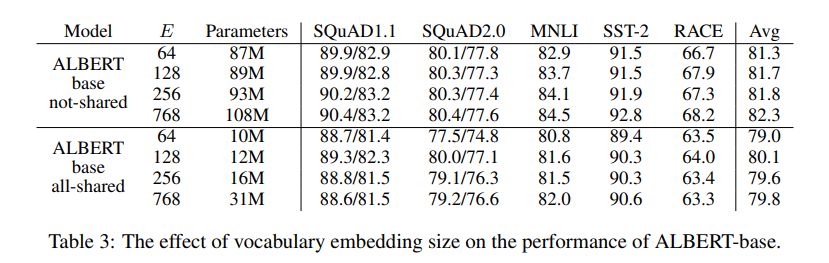 Model E Parameters SQuAD1.1 SQuAD2.0 MNLI SST-2 RACE Avg
ALBERT base not-shared 64 87M 89.9/82.9 80.1/77.8 82.9 91.5 66.7 81.3
128 89M 89.9/82.8 80.3/77.3 83.7 91.5 67.9 81.7
256 93M 90.2/83.2 80.3/77.4 84.1 91.9 67.3 81.8
768 108M 90.4/83.2 80.4/77.6 84.5 92.8 68.2 82.3
ALBERT base all-shared 64 10M 88.7/81.4 77.5/74.8 80.8 89.4 63.5 79.0
128 12M 89.3/82.3 80.0/77.1 81.6 90.3 64.0 80.1
256 16M 88.8/81.5 79.1/76.3 81.5 90.3 63.4 79.6
768 31M 88.6/81.5 79.2/76.6 82.0 90.6 63.3 79.8
Table 3: The effect of vocabulary embedding size on the performance of ALBERT-base.